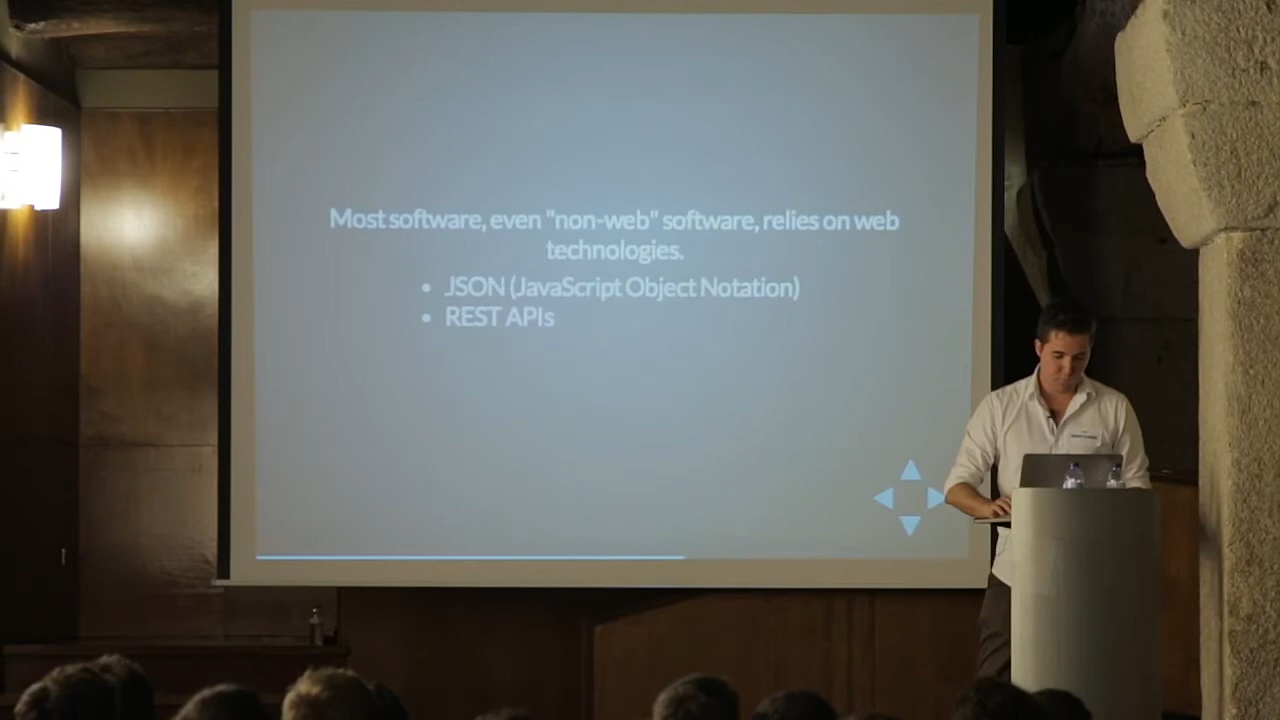 Most software, even "non-web" software, relies on web
technologies.
• JSON (JavaScript Object Notation)
• REST APIs